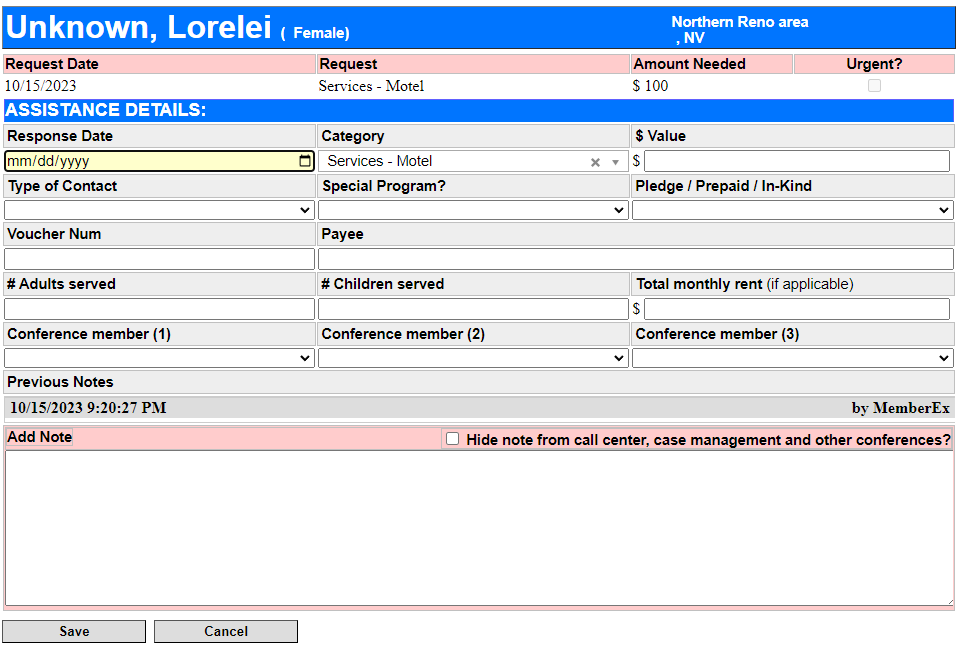 Unknown, Lorelei ( Female)
Northern Reno area
, NV
Request Date Request Amount Needed Urgent?
10/15/2023 Services - Motel $ 100
ASSISTANCE DETAILS:
Response Date Category $ Value
mm/dd/yyyy Services - Motel × $
Type of Contact Special Program? Pledge / Prepaid / In-Kind
Voucher Num Payee
# Adults served # Children served Total monthly rent (if applicable)
$
Conference member (1) Conference member (2) Conference member (3)
Previous Notes
10/15/2023 9:20:27 PM by MemberEx
Add Note Hide note from call center, case management and other conferences?
Save Cancel